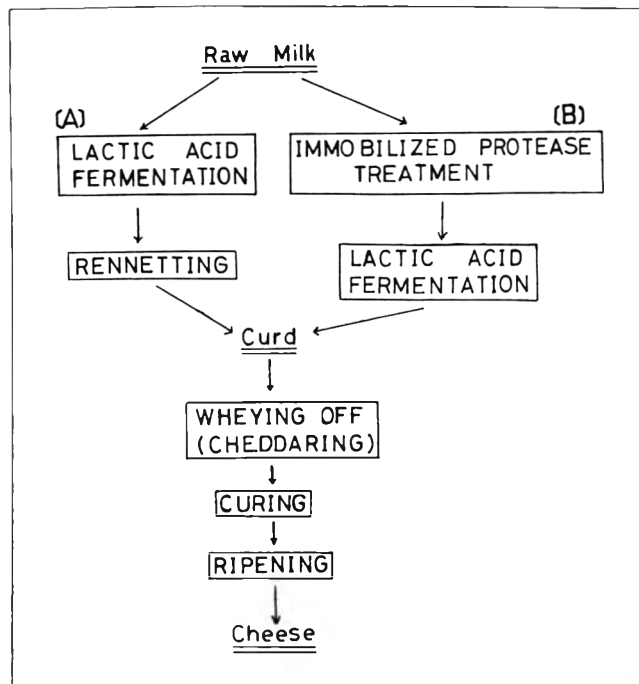 Raw Milk
(A)
(B)
LACTIC ACID
FERMENTATION
IMMOBILIZED PROTEASE
TREATMENT
RENNETTING
LACTIC ACID
FERMENTATION
Curd
WHEYING OFF
(CHEDDARING)
CURING
RIPENING
Cheese